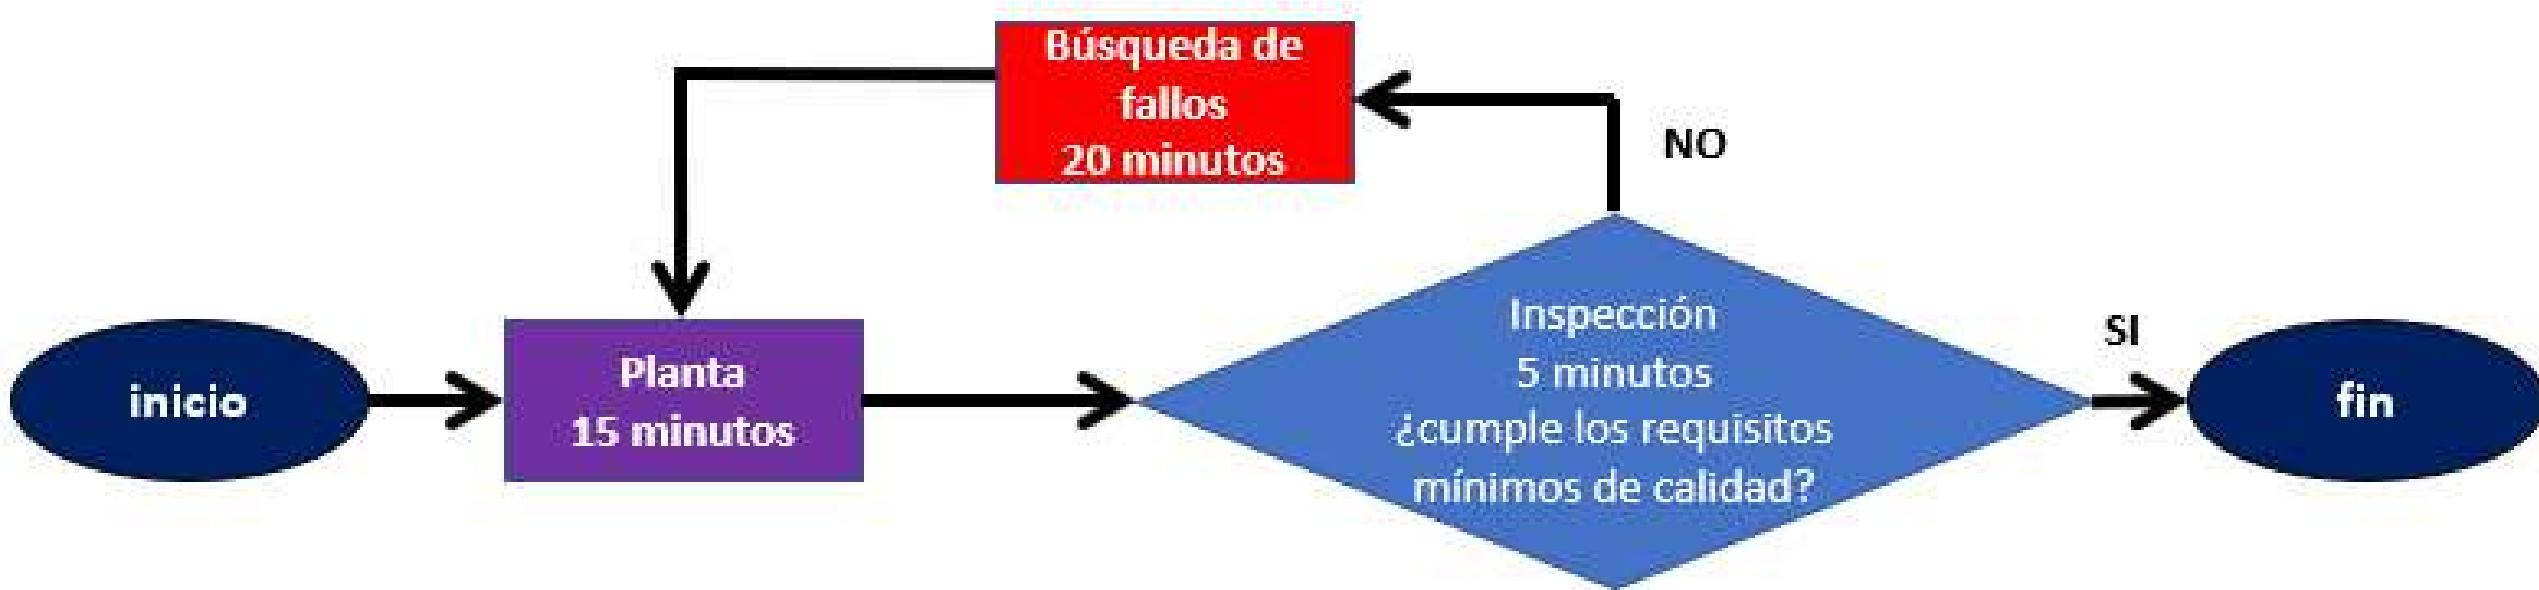 Búsqueda de
fallos
20 minutos
NO
Inspección
5 minutos
¿cumple los requisitos
mínimos de calidad?
SI
inicio
Planta
15 minutos
fin